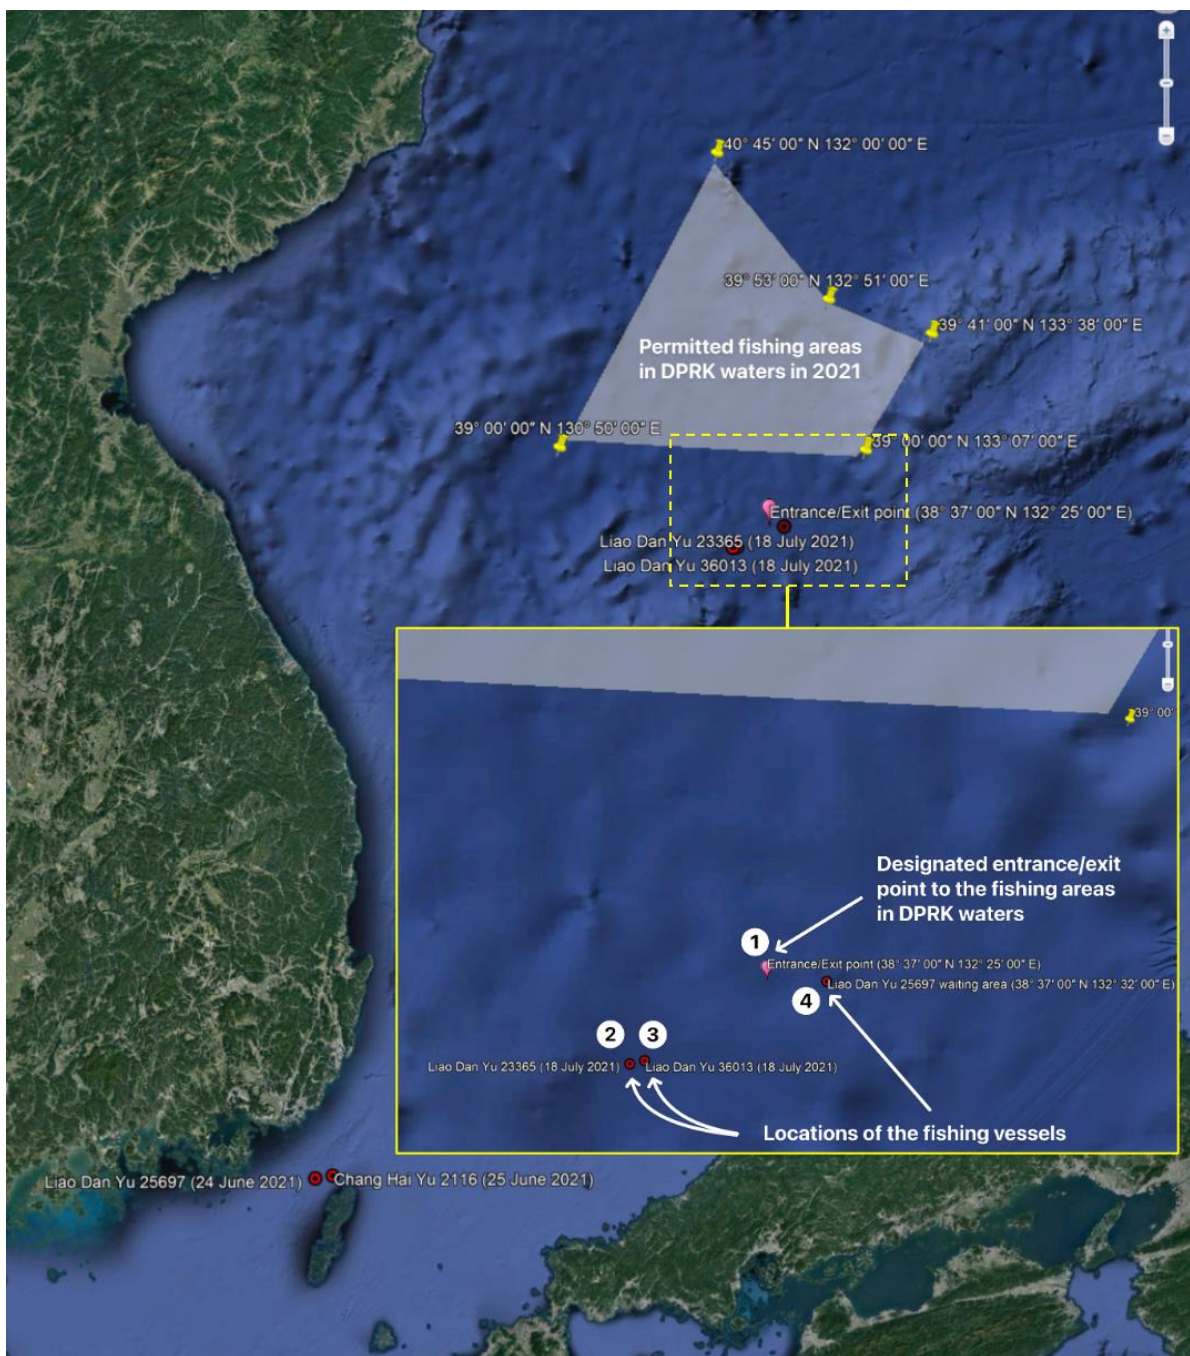 40° 45' 00" N 132° 00' 00" E
39° 53' 00" N 132° 51' 00" E
39° 41' 00" N 133° 38' 00" E
Permitted fishing areas
in DPRK waters in 2021
39° 00' 00" N 130° 50' 00" E
39° 00' 00" N 133° 07' 00" E
Entrance/Exit point (38° 37' 00" N 132° 25' 00" E)
Liao Dan Yu 23365 (18 July 2021)
Liao Dan Yu 36013 (18 July 2021)
39° 00'
Designated entrance/exit
point to the fishing areas
in DPRK waters
1
Entrance/Exit point (38° 37' 00" N 132° 25' 00" E)
Liao Dan Yu 25697 waiting area (38° 37' 00" N 132° 32' 00" E)
4
2 3
Liao Dan Yu 23365 (18 July 2021)
Liao Dan Yu 36013 (18 July 2021)
Locations of the fishing vessels
Liao Dan Yu 25697 (24 June 2021)
Chang Hai Yu 2116 (25 June 2021)